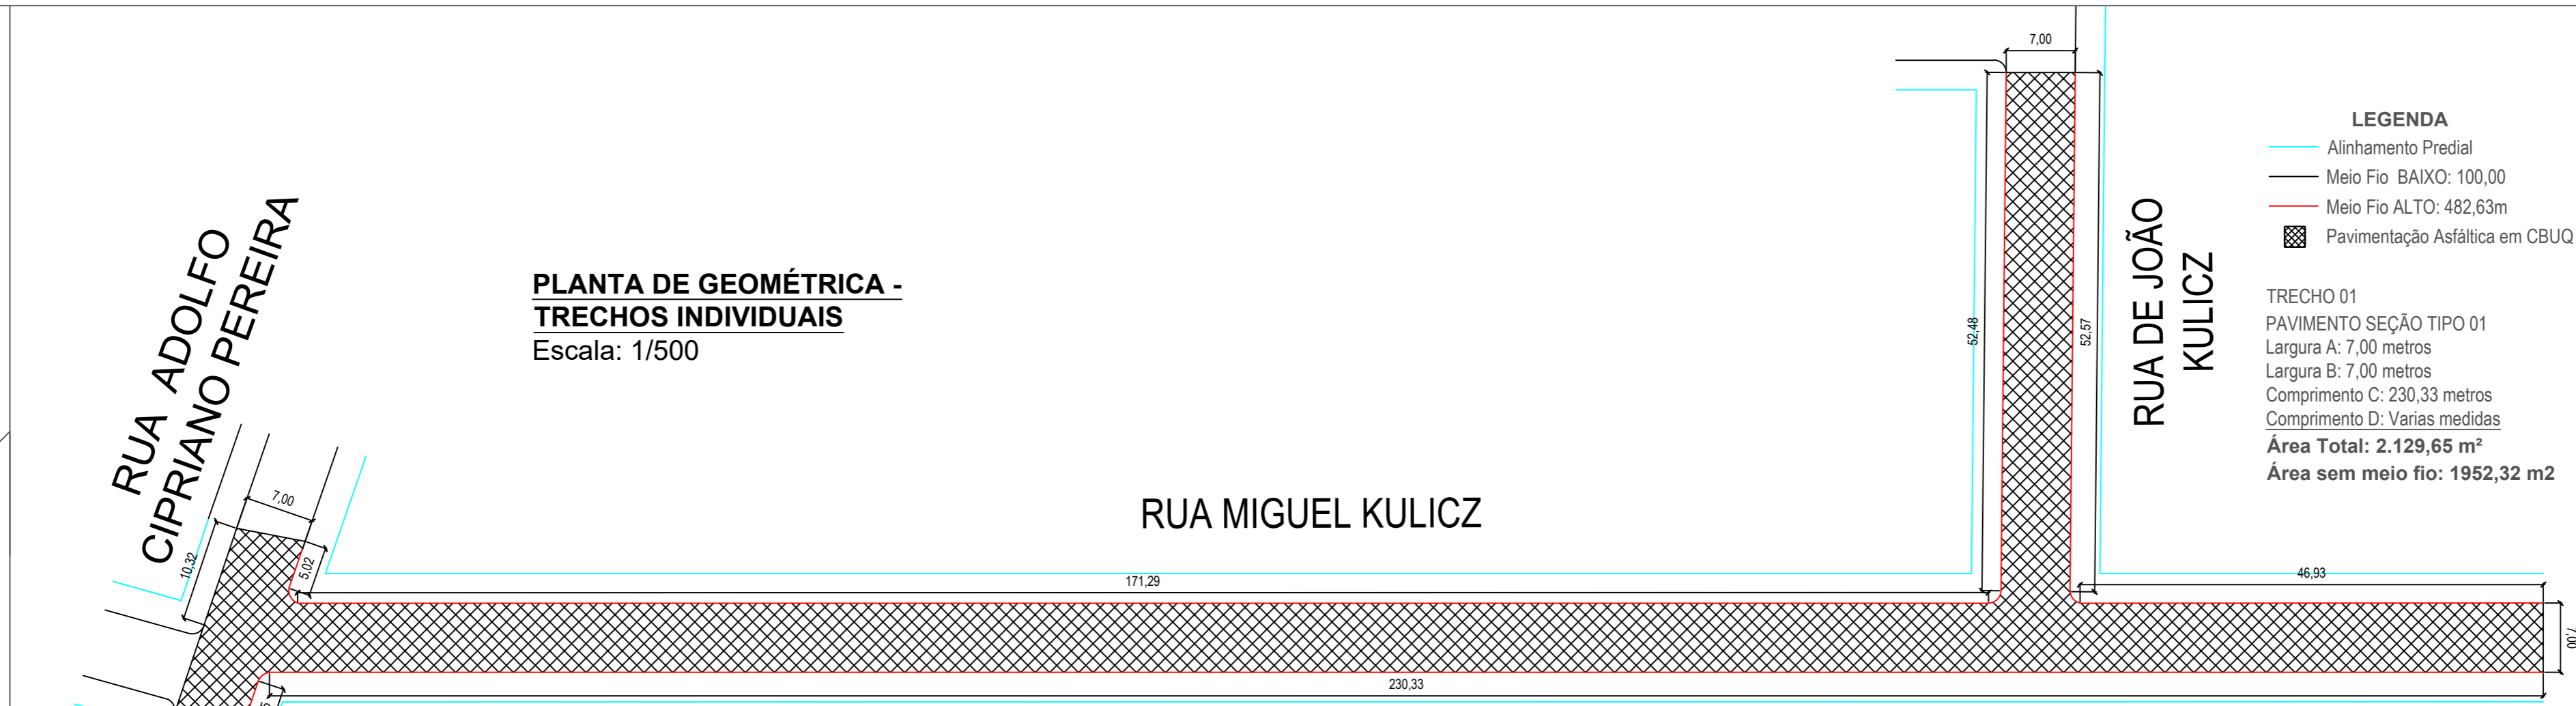 PLANTA DE GEOMÉTRICA -
TRECHOS INDIVIDUAIS
Escala: 1/500
RUA ADOLFO
CIPRIANO PEREIRA
RUA MIGUEL KULICZ
RUA DE JOÃO
KULICZ
7,00
10,32
5,02
171,29
230,33
7,00
52,48
52,57
46,93
7,00
LEGENDA
Alinhamento Predial
Meio Fio BAIXO: 100,00
Meio Fio ALTO: 482,63m
Pavimentação Asfáltica em CBUQ
TRECHO 01
PAVIMENTO SEÇÃO TIPO 01
Largura A: 7,00 metros
Largura B: 7,00 metros
Comprimento C: 230,33 metros
Comprimento D: Varias medidas
Área Total: 2.129,65 m²
Área sem meio fio: 1952,32 m2